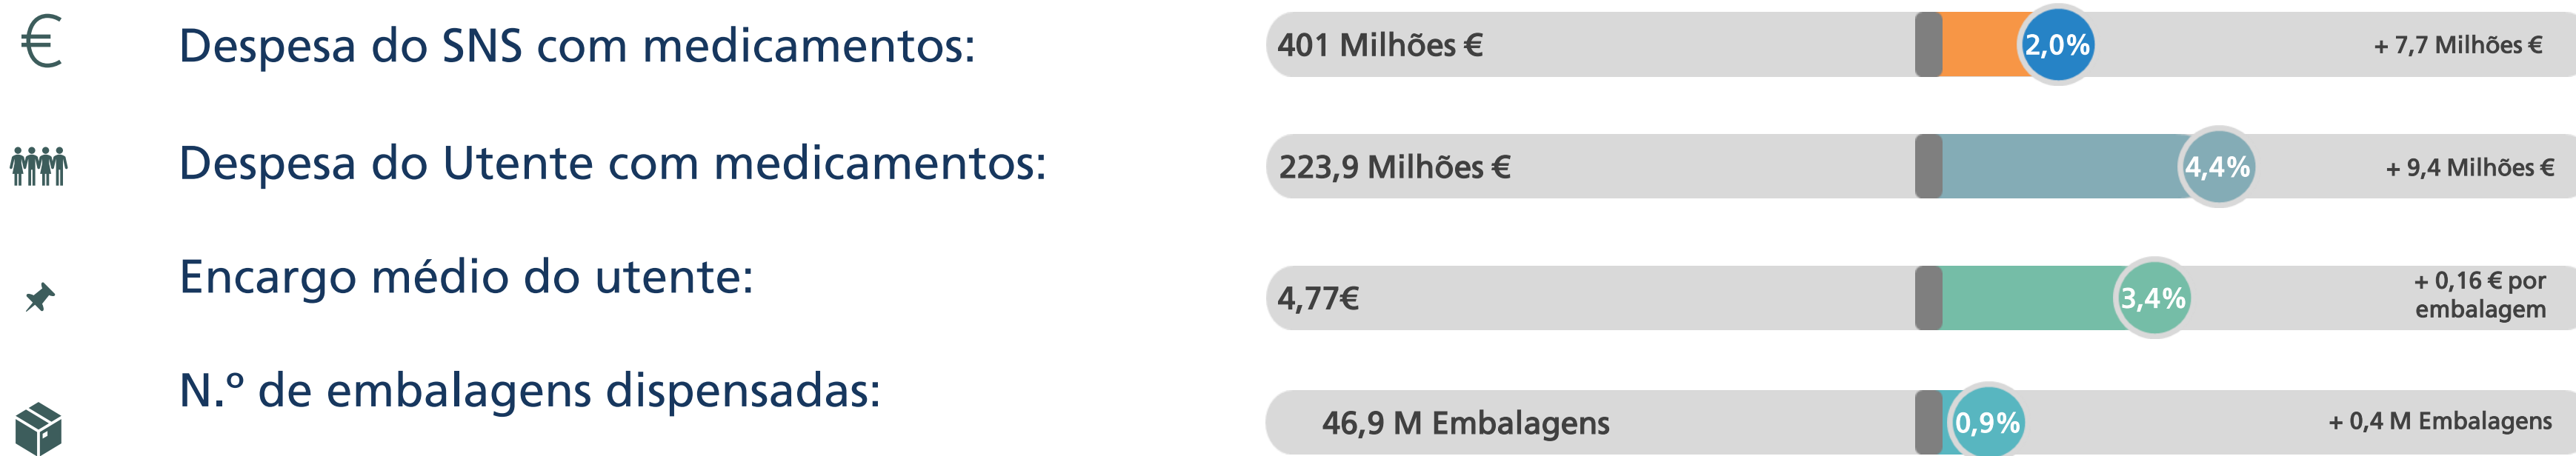 Despesa do SNS com medicamentos:
401 Milhões €
2,0%
+ 7,7 Milhões €
Despesa do Utente com medicamentos:
223,9 Milhões €
4,4%
+ 9,4 Milhões €
Encargo médio do utente:
4,77€
3,4%
+ 0,16 € por
embalagem
N.º de embalagens dispensadas:
46,9 M Embalagens
0,9%
+ 0,4 M Embalagens